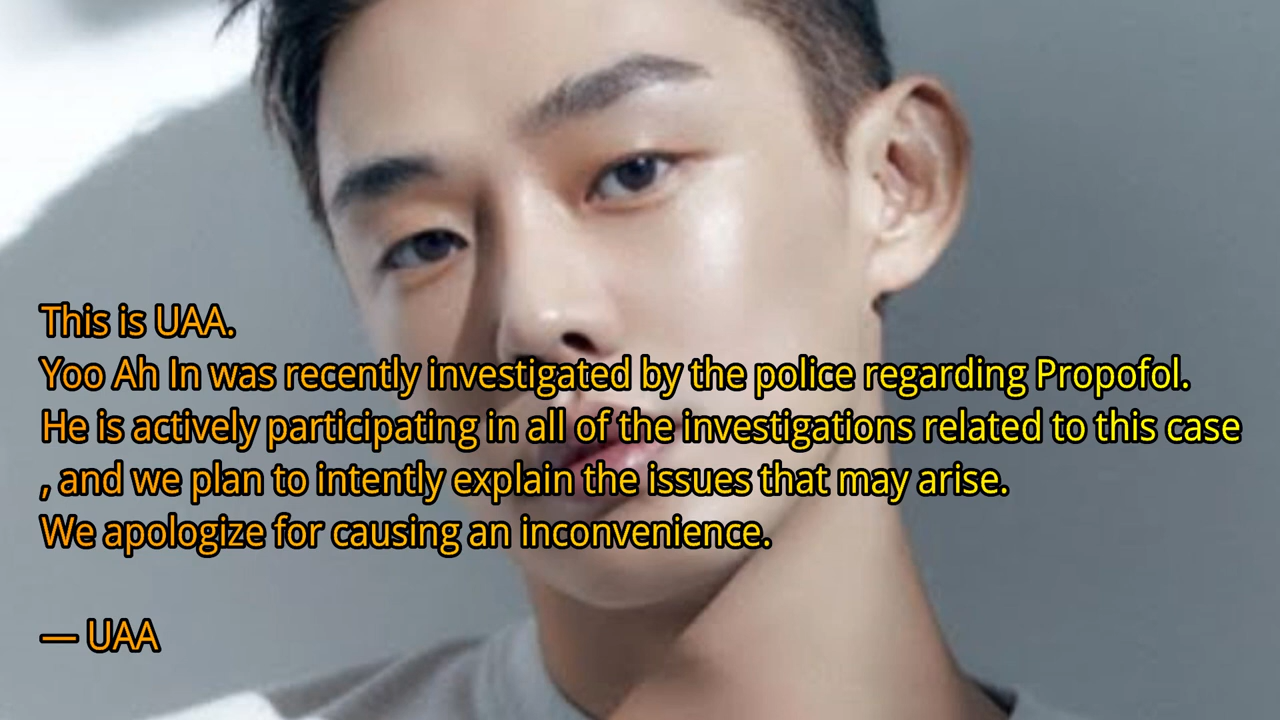 This is UAA.
Yoo Ah In was recently investigated by the police regarding Propofol.
He is actively participating in all of the investigations related to this case
, and we plan to intently explain the issues that may arise.
We apologize for causing an inconvenience.
— UAA